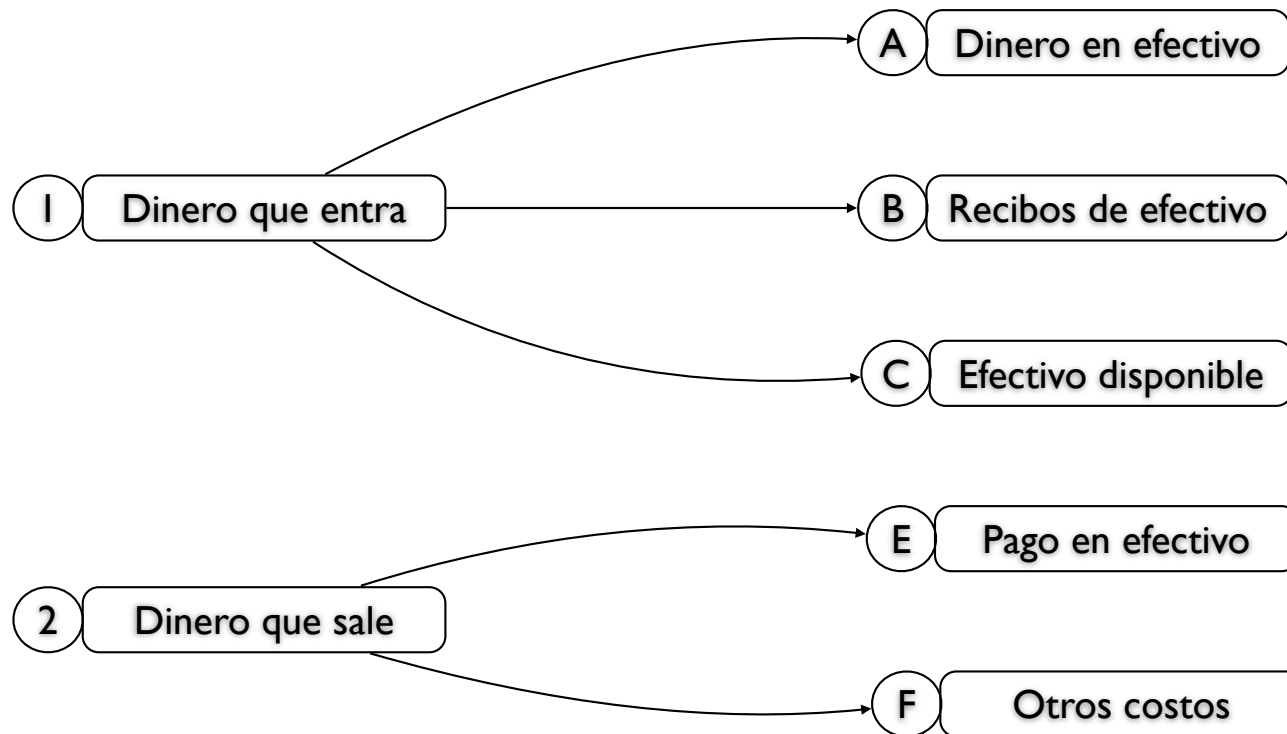 A Dinero en efectivo
1 Dinero que entra
B Recibos de efectivo
C Efectivo disponible
E Pago en efectivo
2 Dinero que sale
F Otros costos